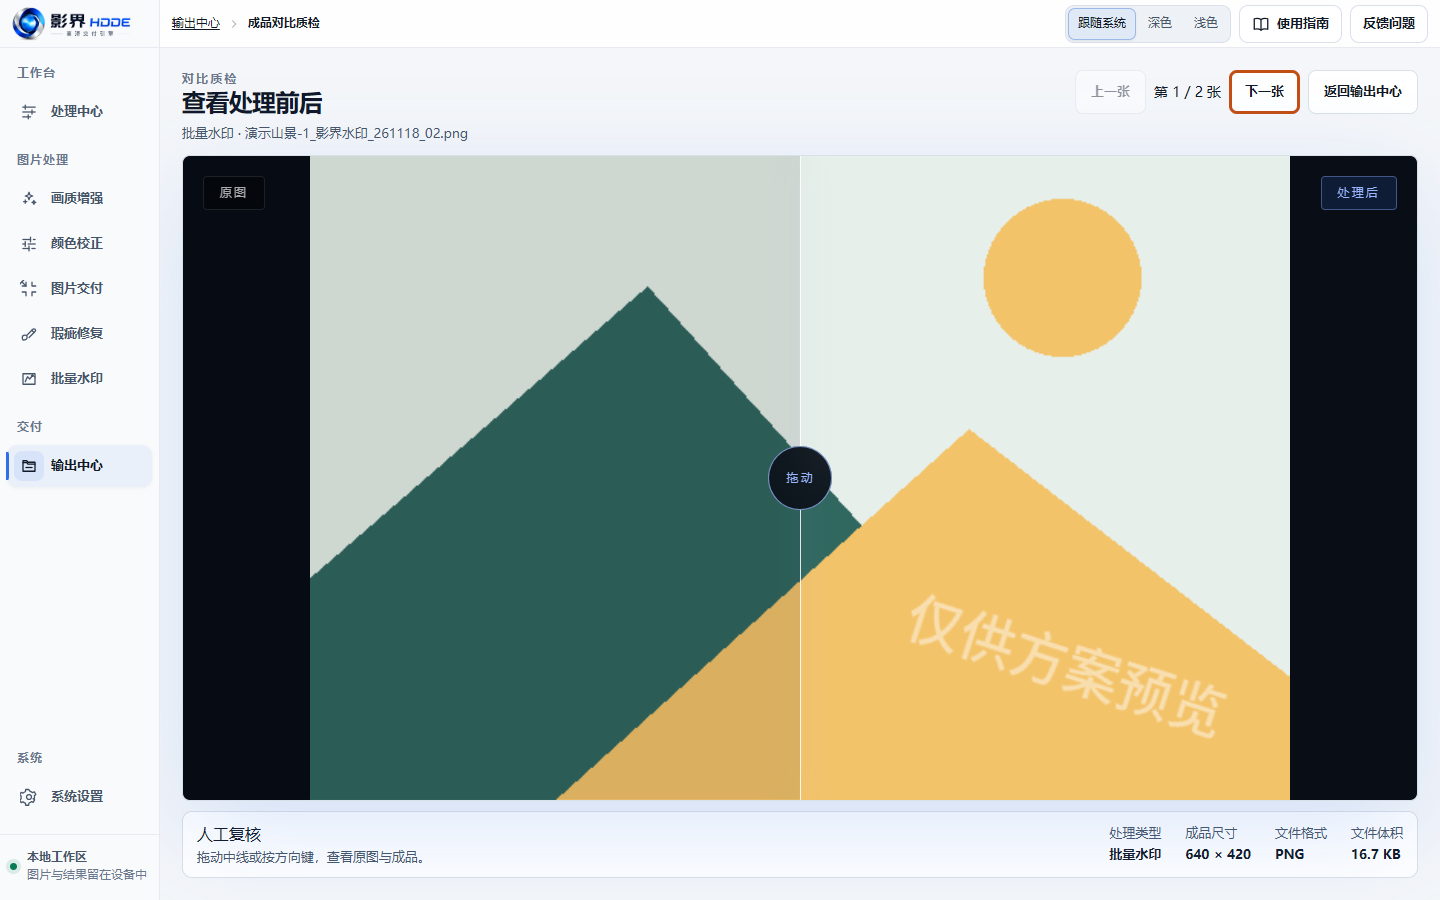 影界 HDDE
高清交付引擎
输出中心 > 成品对比质检
跟随系统 深色 浅色
使用指南
反馈问题
工作台
处理中心
图片处理
画质增强
颜色校正
图片交付
瑕疵修复
批量水印
交付
输出中心
系统
系统设置
本地工作区
图片与结果留在设备中
对比质检
查看处理前后
批量水印 · 演示山景-1_影界水印_261118_02.png
上一张
第 1 / 2 张
下一张
返回输出中心
原图
处理后
拖动
仅供方案预览
人工复核
拖动中线或按方向键，查看原图与成品。
处理类型 成品尺寸 文件格式 文件体积
批量水印 640 × 420 PNG 16.7 KB